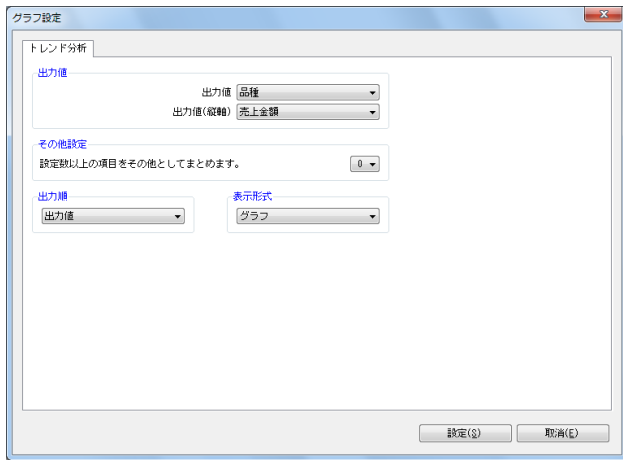 グラフ設定
トレンド分析
出力値
出力値 品種
出力値(縦軸) 売上金額
その他設定
設定数以上の項目をその他としてまとめます。 0
出力順 表示形式
出力値 グラフ
設定(S) 取消(E)